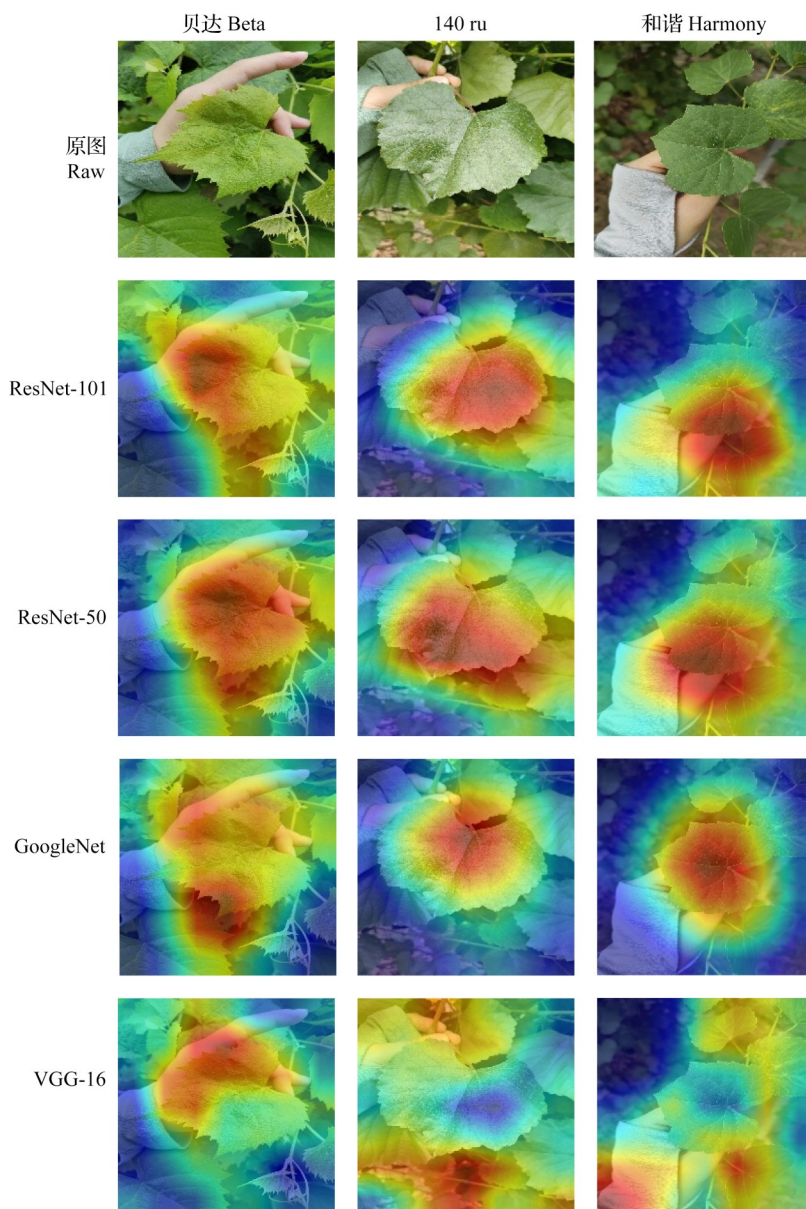 贝达 Beta
140 ru
和谐 Harmony
原图
Raw
ResNet-101
ResNet-50
GoogleNet
VGG-16